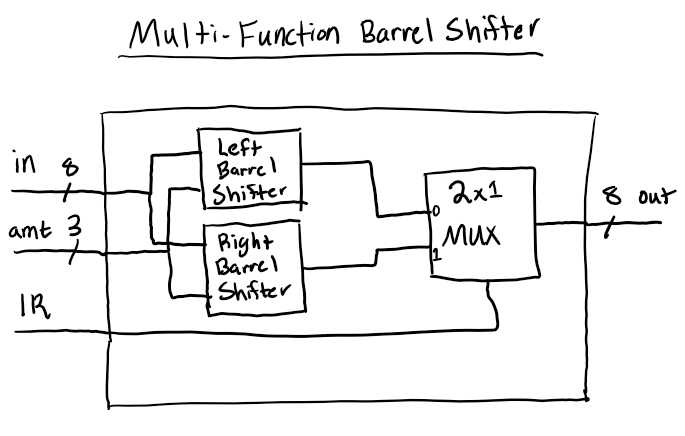 Multi-Function Barrel Shifter
in 8
amt 3
lR
Left
Barrel
Shifter
Right
Barrel
Shifter
2x1
MUX
0
1
8 out